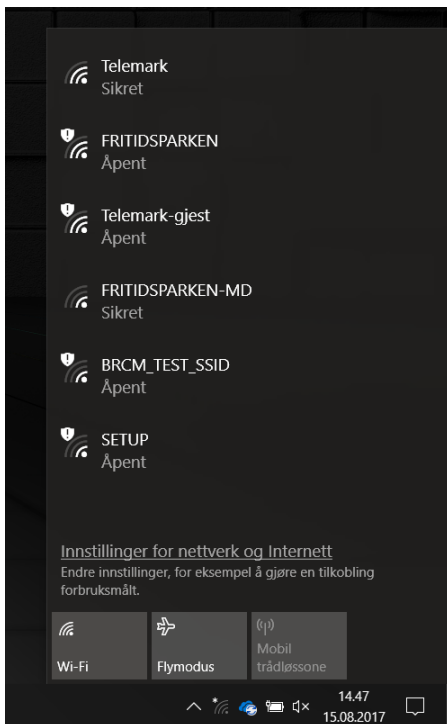 Telemark
Sikret
FRITIDSPARKEN
Åpent
Telemark-gjest
Åpent
FRITIDSPARKEN-MD
Sikret
BRCM_TEST_SSID
Åpent
SETUP
Åpent
Innstillinger for nettverk og Internett
Endre innstillinger, for eksempel å gjøre en tilkobling
forbruksmålt.
Wi-Fi
Flymodus
Mobil
trådløssone
14.47
15.08.2017